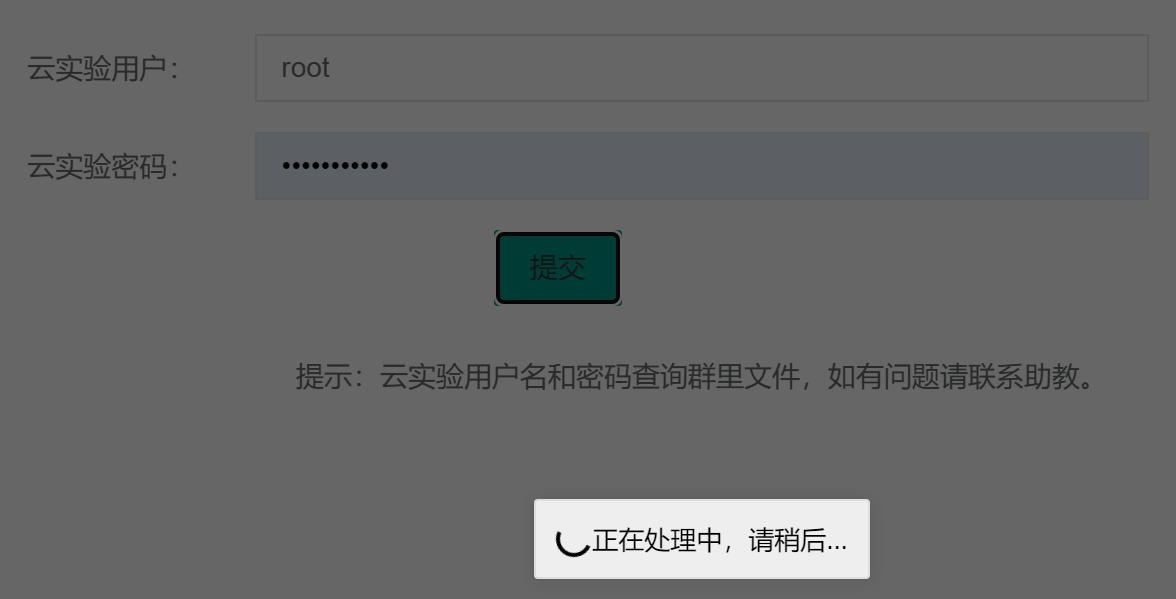 云实验用户：
root
云实验密码：
•••••••••••
提交
提示：云实验用户名和密码查询群里文件，如有问题请联系助教。
正在处理中，请稍后...